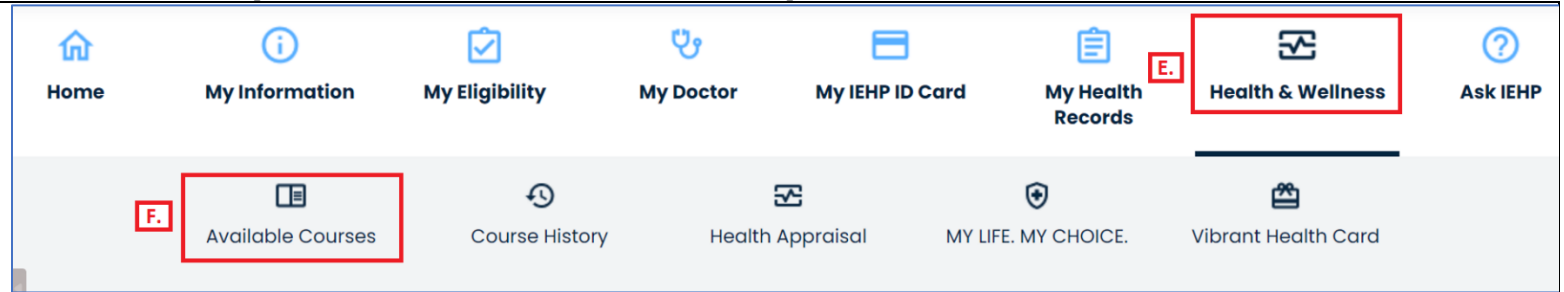 Home
My Information
My Eligibility
My Doctor
My IEHP ID Card
My Health
Records
E.
Health & Wellness
Ask IEHP
F.
Available Courses
Course History
Health Appraisal
MY LIFE. MY CHOICE.
Vibrant Health Card